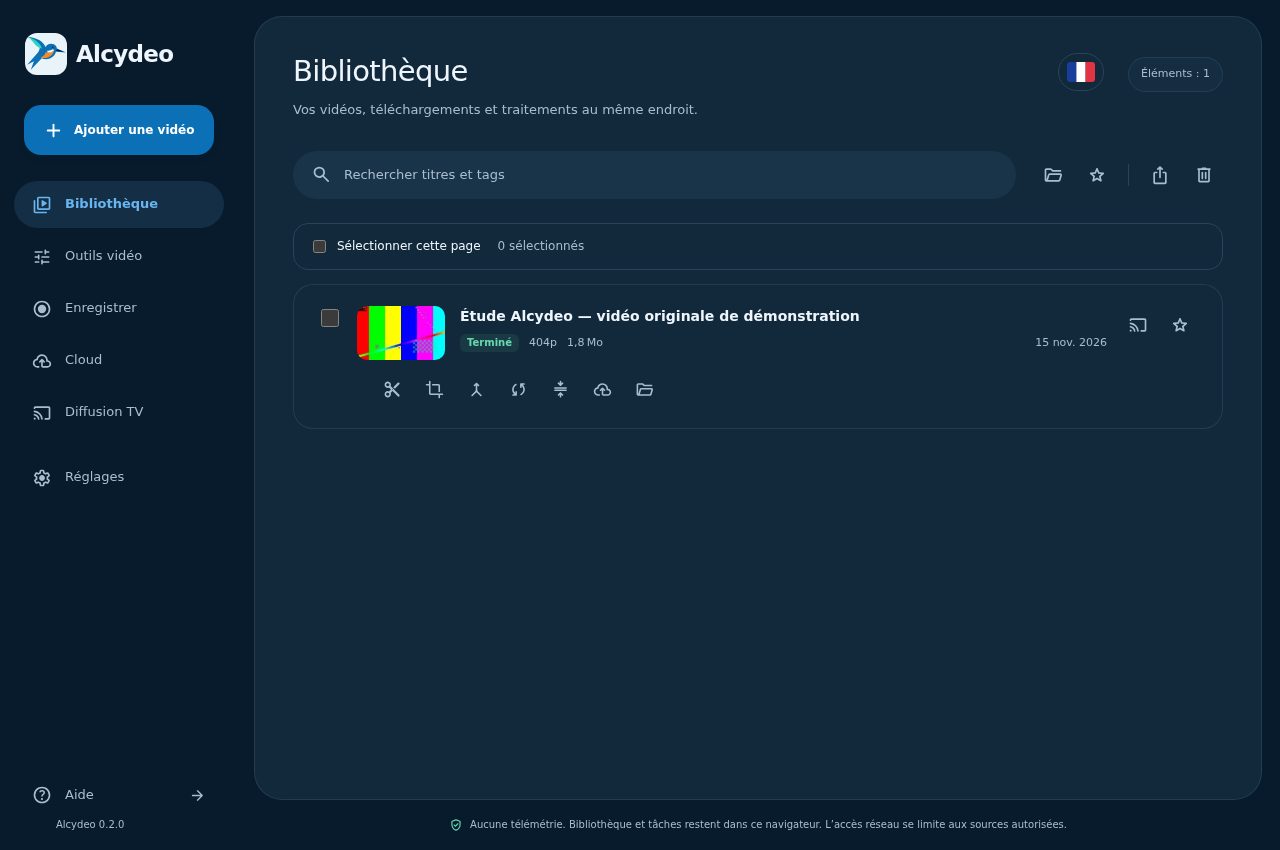 Alcydeo
Ajouter une vidéo
Bibliothèque
Outils vidéo
Enregistrer
Cloud
Diffusion TV
Réglages
Aide
Alcydeo 0.2.0
Bibliothèque
Éléments : 1
Vos vidéos, téléchargements et traitements au même endroit.
Rechercher titres et tags
Sélectionner cette page 0 sélectionnés
Étude Alcydeo — vidéo originale de démonstration
Terminé 404p 1,8 Mo 15 nov. 2026
Aucune télémétrie. Bibliothèque et tâches restent dans ce navigateur. L’accès réseau se limite aux sources autorisées.